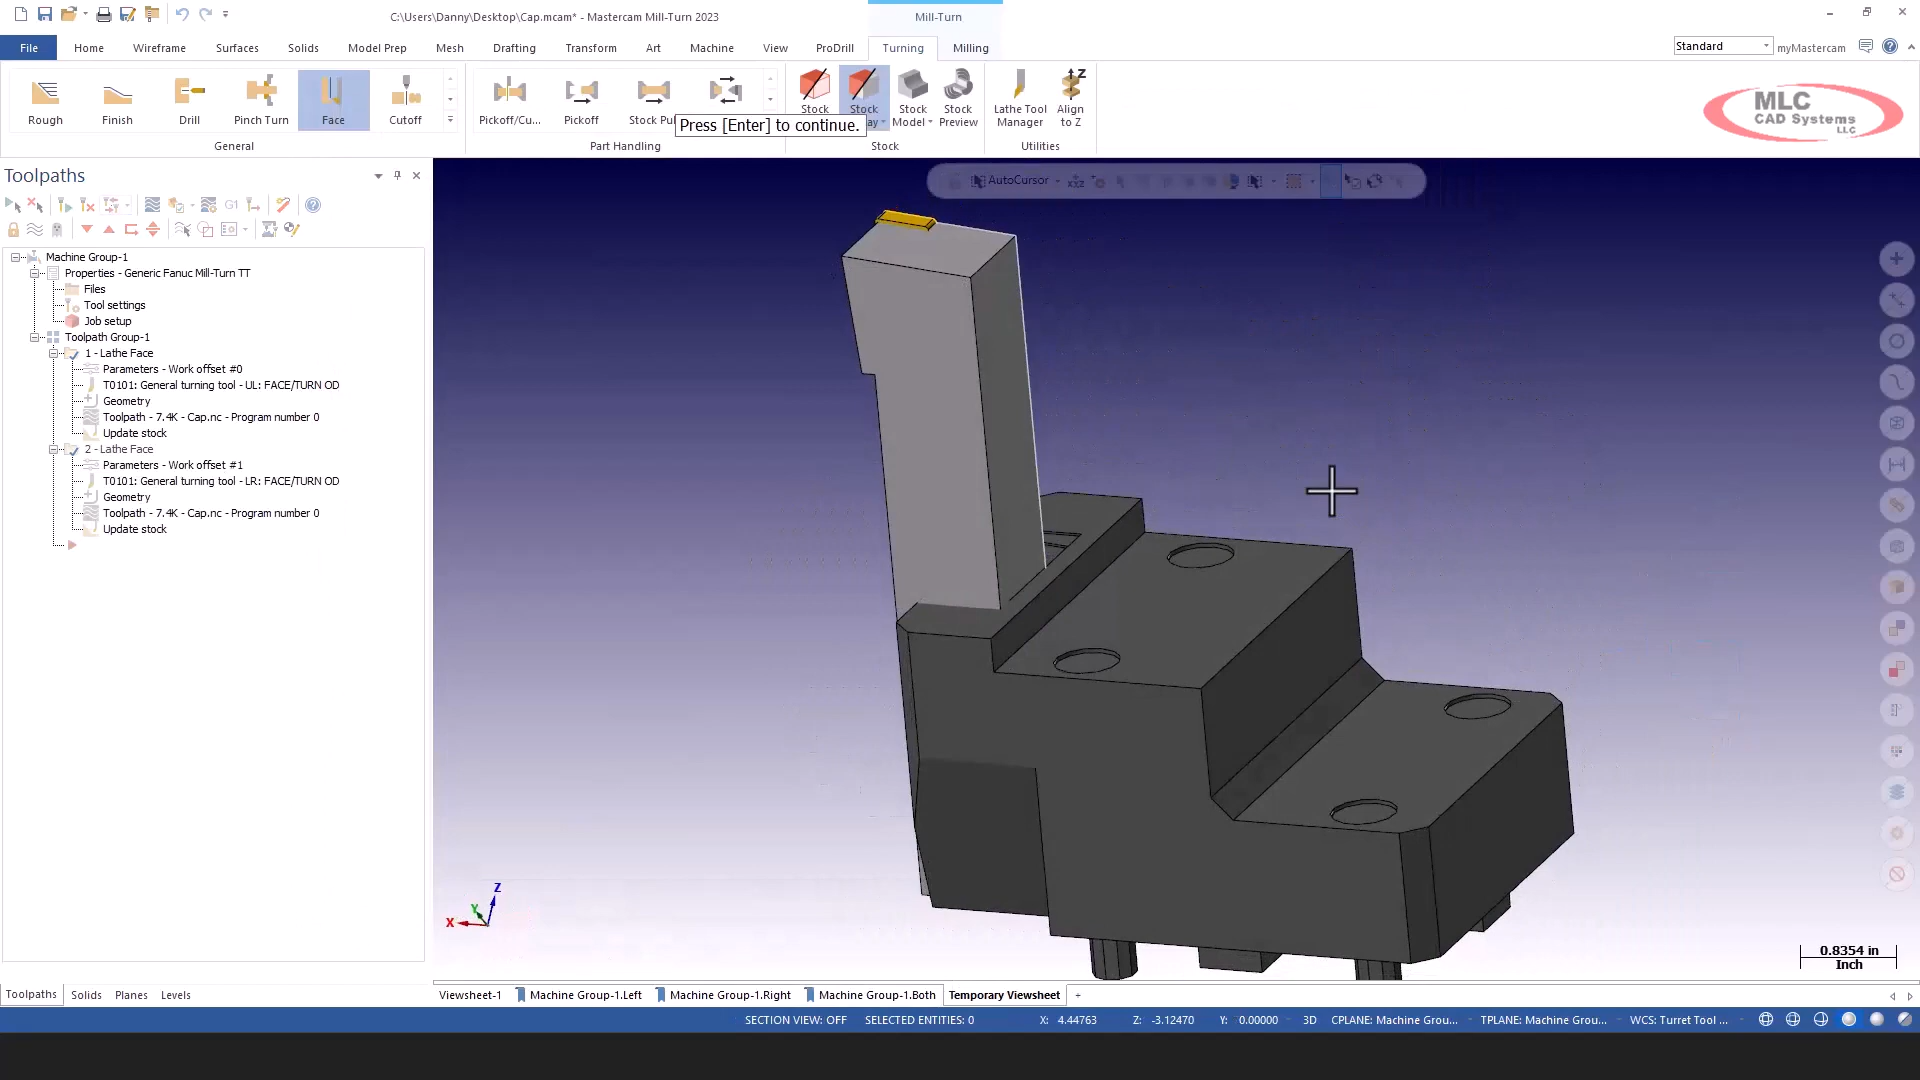 C:\Users\Danny\Desktop\Cap.mcam* - Mastercam Mill-Turn 2023
Mill-Turn
File
Home
Wireframe
Surfaces
Solids
Model Prep
Mesh
Drafting
Transform
Art
Machine
View
ProDrill
Turning
Milling
Standard
myMastercam
Rough
Finish
Drill
Pinch Turn
Face
Cutoff
Pickoff/Cu...
Pickoff
Stock
Stock
Stock
Model
Stock
Preview
Lathe Tool
Manager
Align
to Z
Press [Enter] to continue.
General
Part Handling
Stock
Utilities
MLC
CAD Systems
LLC
Toolpaths
G1
AutoCursor
Machine Group-1
Properties - Generic Fanuc Mill-Turn TT
Files
Tool settings
Job setup
Toolpath Group-1
1 - Lathe Face
Parameters - Work offset #0
T0101: General turning tool - UL: FACE/TURN OD
Geometry
Toolpath - 7.4K - Cap.nc - Program number 0
Update stock
2 - Lathe Face
Parameters - Work offset #1
T0101: General turning tool - LR: FACE/TURN OD
Geometry
Toolpath - 7.4K - Cap.nc - Program number 0
Update stock
Z
Y
X
0.8354 in
Inch
Toolpaths
Solids
Planes
Levels
Viewsheet-1
Machine Group-1.Left
Machine Group-1.Right
Machine Group-1.Both
Temporary Viewsheet
+
SECTION VIEW: OFF
SELECTED ENTITIES: 0
X: 4.44763
Z: -3.12470
Y: 0.00000
3D
CPLANE: Machine Grou...
TPLANE: Machine Grou...
WCS: Turret Tool ...